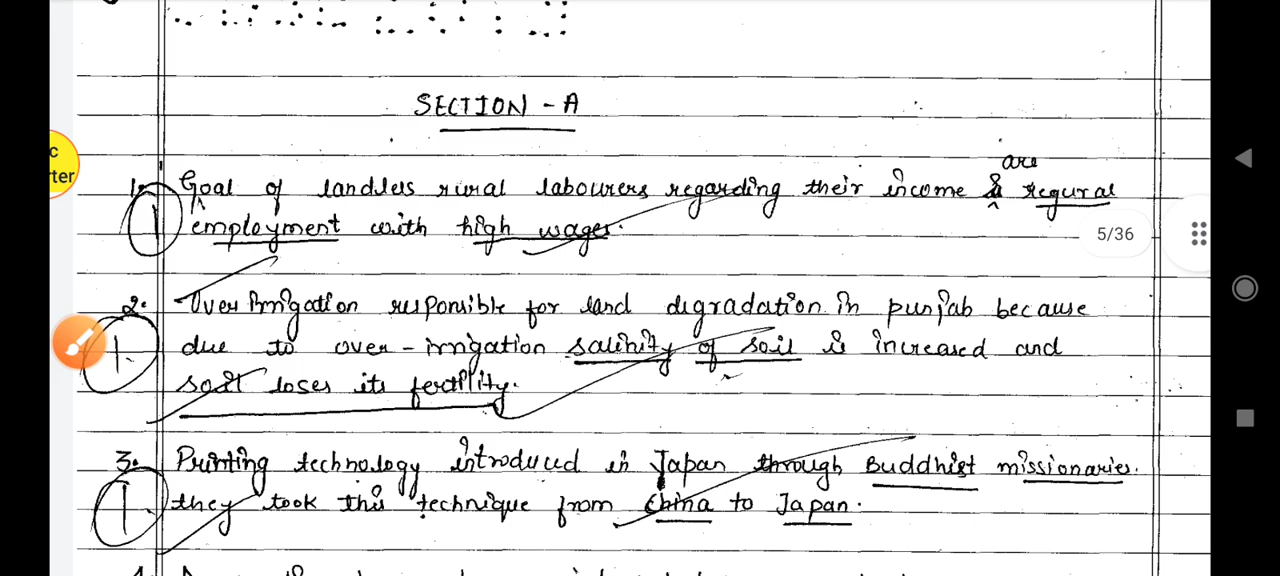 SECTION - A
are
1. Goal of landless rural labourers regarding their income is regural
employment with high wages.
2. Over irrigation responsible for land degradation in punjab because
due to over-irrigation salinity of soil is increased and
soil loses its fertility.
3. Printing technology introduced in Japan through Buddhist missionaries.
they took this technique from China to Japan.
1
1.
1.
5/36
c
ter